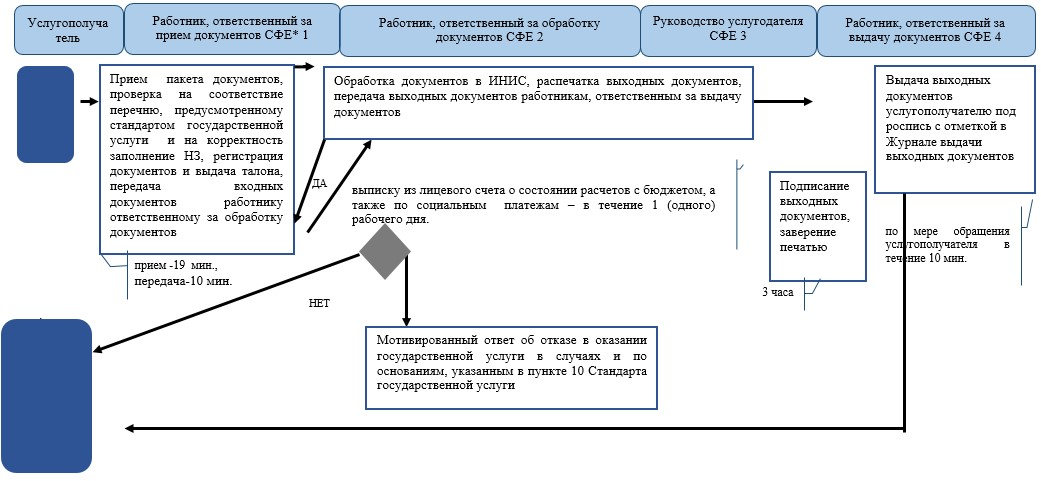 Услугополуча
тель
Работник, ответственный за
прием документов СФЕ* 1
Работник, ответственный за обработку
документов СФЕ 2
Руководство услугодателя
СФЕ 3
Работник, ответственный за
выдачу документов СФЕ 4
Прием пакета документов,
проверка на соответствие
перечню, предусмотренному
стандартом государственной
услуги и на корректность
заполнение НЗ, регистрация
документов и выдача талона,
передача входных
документов работнику
ответственному за обработку
документов
Обработка документов в ИНИС, распечатка выходных документов,
передача выходных документов работникам, ответственным за выдачу
документов
Выдача выходных
документов
услугополучателю под
роспись с отметкой в
Журнале выдачи
выходных документов
ДА
выписку из лицевого счета о состоянии расчетов с бюджетом, а
также по социальным платежам – в течение 1 (одного)
рабочего дня.
Подписание
выходных
документов,
заверение
печатью
по мере обращения
услугополучателя в
течение 10 мин.
прием -19 мин.,
передача-10 мин.
3 часа
НЕТ
Мотивированный ответ об отказе в оказании
государственной услуги в случаях и по
основаниям, указанным в пункте 10 Стандарта
государственной услуги